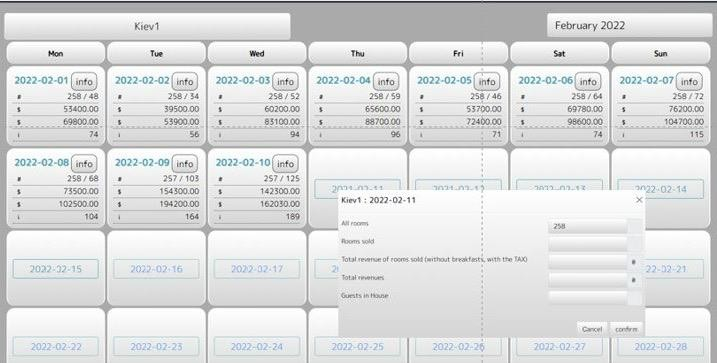 Kiev1
February 2022
Mon Tue Wed Thu Fri Sat Sun
2022-02-01 info 2022-02-02 info 2022-02-03 info 2022-02-04 info 2022-02-05 info 2022-02-06 info 2022-02-07 info
# 258 / 48 # 258 / 34 # 258 / 52 # 258 / 59 # 258 / 46 # 258 / 64 # 258 / 72
$ 53400.00 $ 39500.00 $ 60200.00 $ 65600.00 $ 53700.00 $ 69780.00 $ 76200.00
$ 69800.00 $ 53900.00 $ 83100.00 $ 88700.00 $ 72400.00 $ 98600.00 $ 104700.00
i 74 i 56 i 94 i 96 i 71 i 74 i 115
2022-02-08 info 2022-02-09 info 2022-02-10 info
# 258 / 68 # 257 / 103 # 257 / 125
$ 73500.00 $ 154300.00 $ 142300.00 2021-02-11 2021-02-12 2022-02-13 2022-02-14
$ 102500.00 $ 194200.00 $ 162030.00
i 104 i 164 i 189
Kiev1 : 2022-02-11 ×
All rooms 258
Rooms sold
Total revenue of rooms sold (without breakfasts, with the TAX) #
2022-02-15 2022-02-16 2022-02-17 22-02-21
Total revenues #
Guests in House
Cancel confirm
2022-02-22 2022-02-23 2022-02-24 2022-02-25 2022-02-26 2022-02-27 2022-02-28